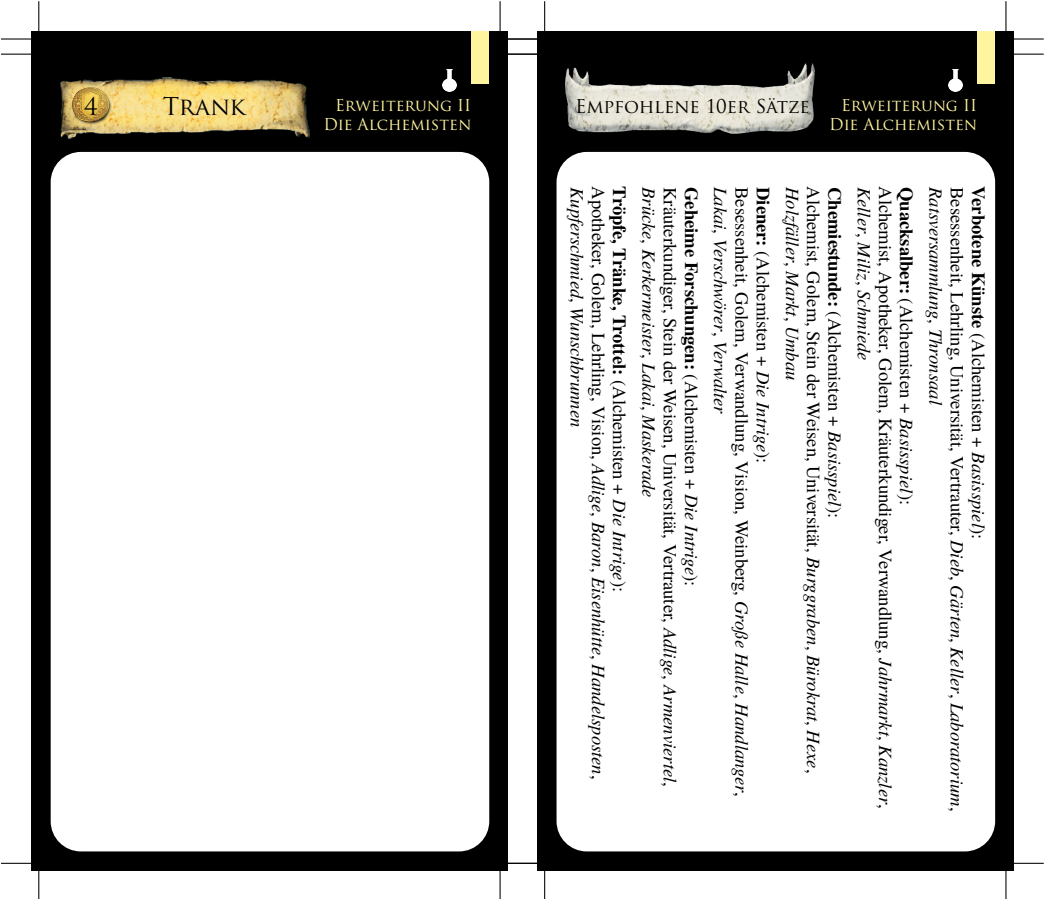 4
TRANK
ERWEITERUNG II
DIE ALCHEMISTEN
EMPFOHLENE 10ER SÄTZE
ERWEITERUNG II
DIE ALCHEMISTEN
Verbotene Künste (Alchemisten + Basisspiel):
Besessenheit, Lehrling, Universität, Vertrauter, Dieb, Gärten, Keller, Laboratorium,
Ratsversammlung, Thronsaal
Quacksalber: (Alchemisten + Basisspiel):
Alchemist, Apotheker, Golem, Kräuterkundiger, Verwandlung, Jahrmarkt, Kanzler,
Keller, Miliz, Schmiede
Chemiestunde: (Alchemisten + Basisspiel):
Alchemist, Golem, Stein der Weisen, Universität, Burggraben, Bürokrat, Hexe,
Holzfäller, Markt, Umbau
Diener: (Alchemisten + Die Intrige):
Besessenheit, Golem, Verwandlung, Vision, Weinberg, Große Halle, Handlanger,
Lakai, Verschwörer, Verwalter
Geheime Forschungen: (Alchemisten + Die Intrige):
Kräuterkundiger, Stein der Weisen, Universität, Vertrauter, Adlige, Armenviertel,
Brücke, Kerkermeister, Lakai, Maskerade
Tröpfe, Tränke, Trottel: (Alchemisten + Die Intrige):
Apotheker, Golem, Lehrling, Vision, Adlige, Baron, Eisenhütte, Handelsposten,
Kupferschmied, Wunschbrunnen